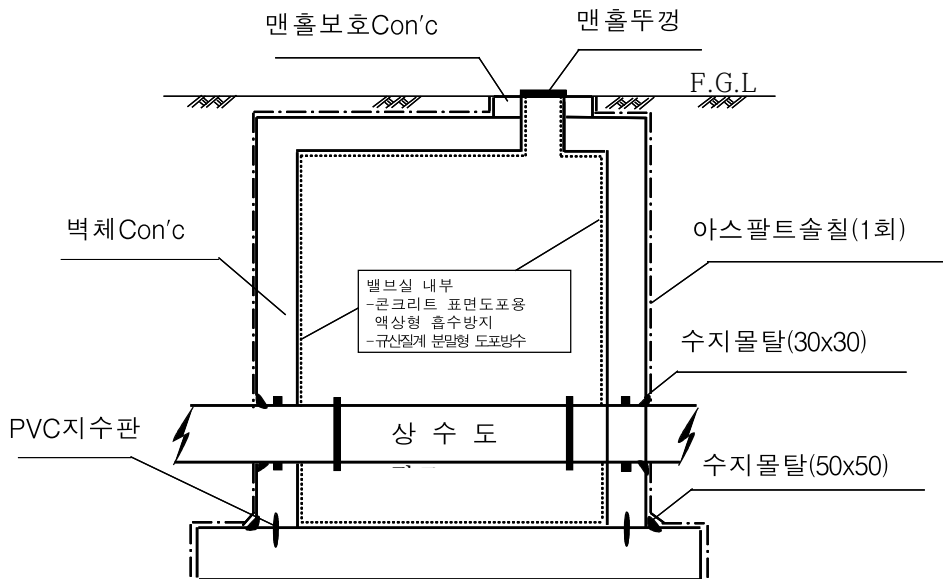 맨홀보호Con'c
맨홀뚜껑
F.G.L
벽체Con'c
아스팔트솔칠(1회)
밸브실 내부
-콘크리트 표면도포용
액상형 흡수방지
-규산질계 분말형 도포방수
수지몰탈(30x30)
PVC지수판
상 수 도
수지몰탈(50x50)